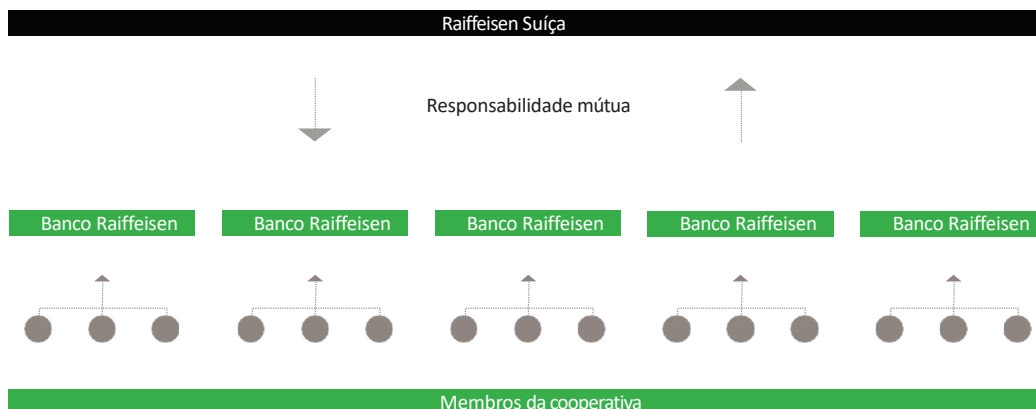 Raiffeisen Suíça
Responsabilidade mútua
Banco Raiffeisen
Banco Raiffeisen
Banco Raiffeisen
Banco Raiffeisen
Banco Raiffeisen
Membros da cooperativa